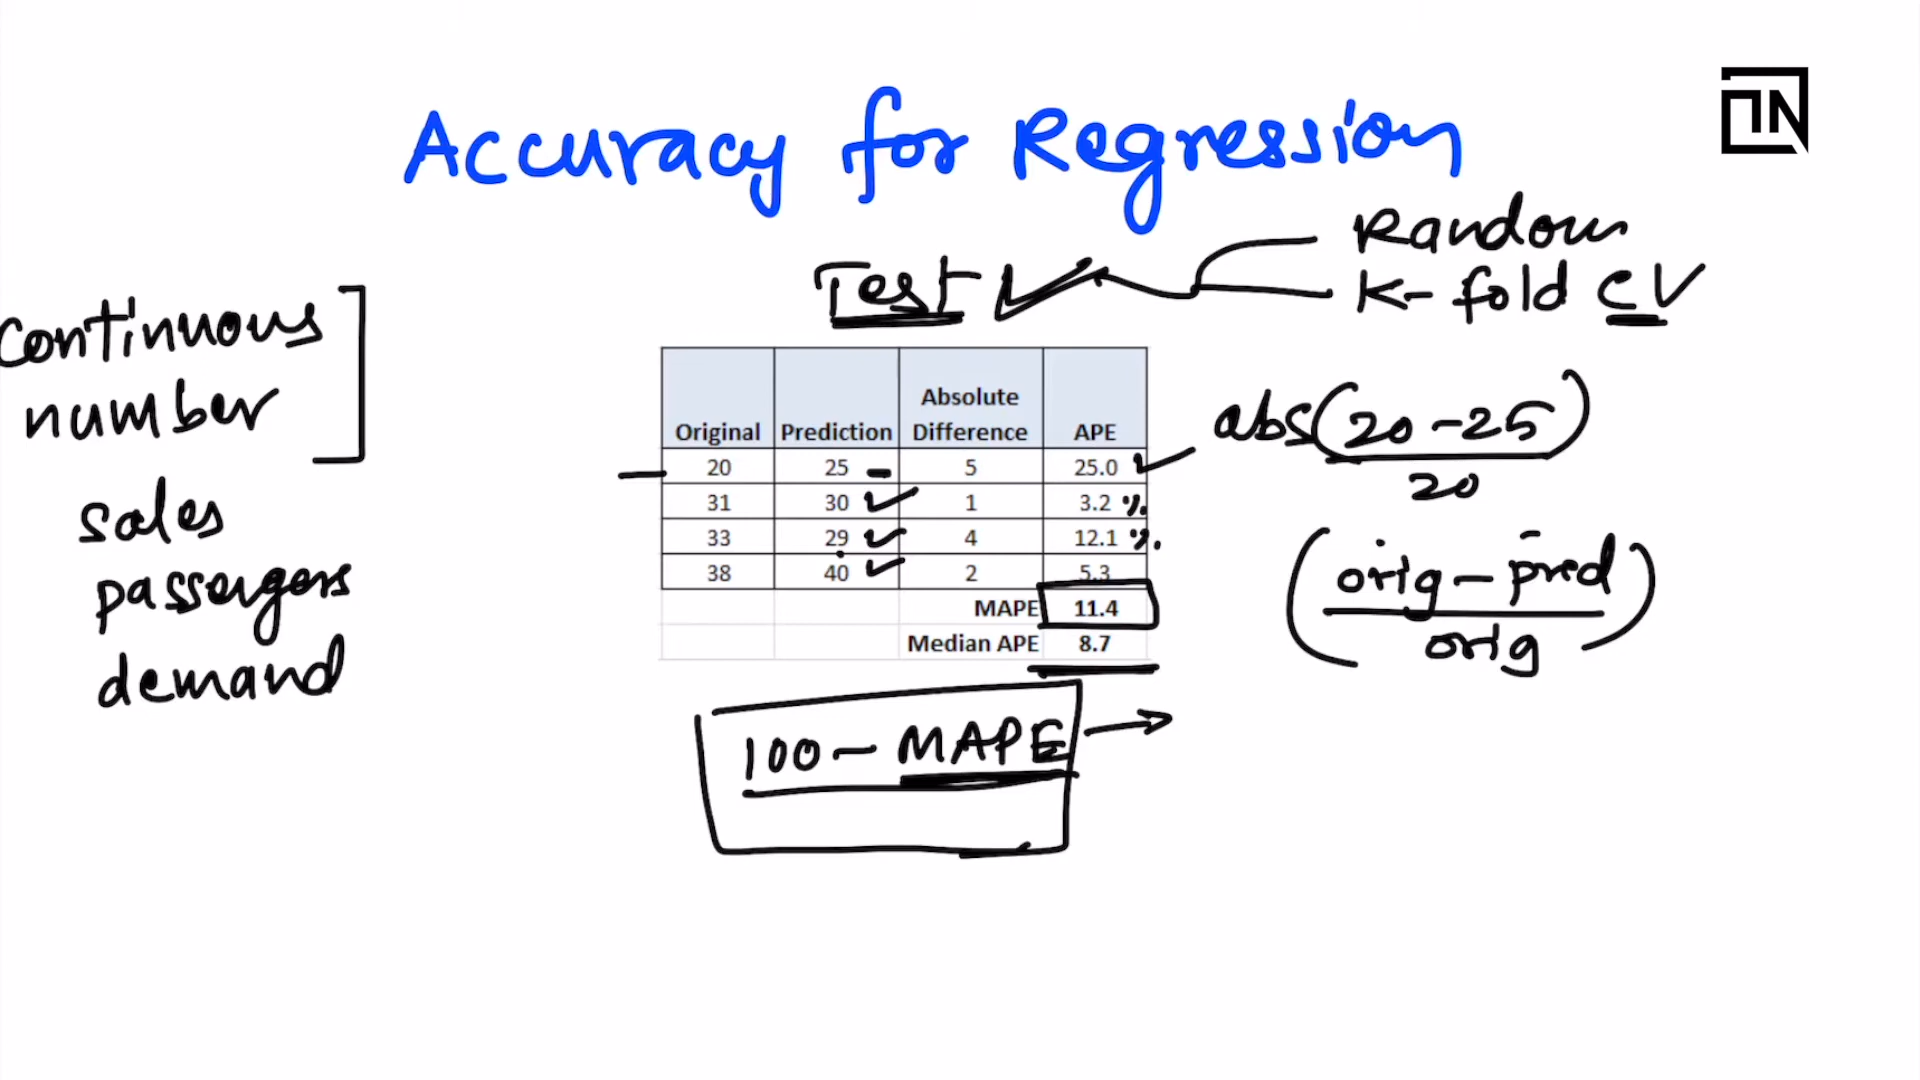 Accuracy for Regression
Random
Test
K-fold CV
continuous
number
sales
passengers
demand
Original Prediction Absolute Difference APE
20 25 5 25.0
31 30 1 3.2 %.
33 29 4 12.1 %.
38 40 2 5.3
MAPE 11.4
Median APE 8.7
abs(20-25)
20
(orig - pred)
orig
100 - MAPE